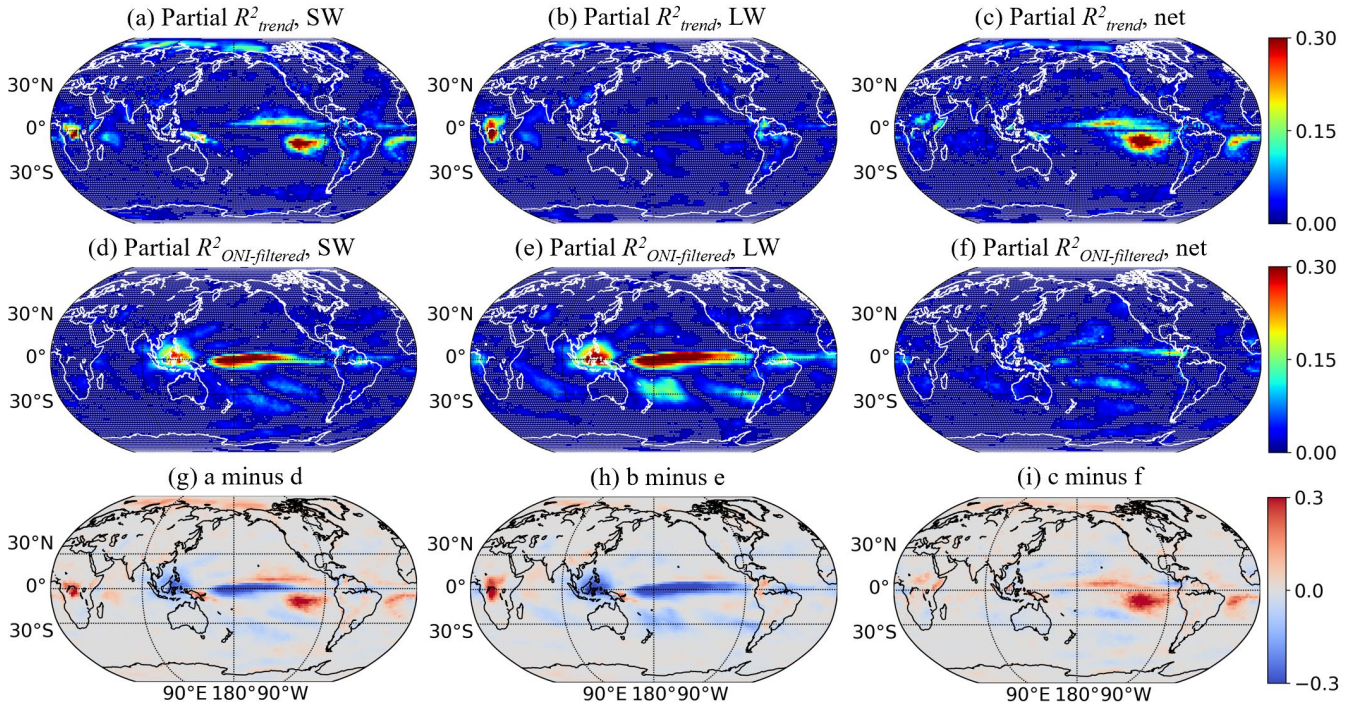 (a) Partial R²trend, SW
(b) Partial R²trend, LW
(c) Partial R²trend, net
30°N
0°
30°S
30°N
0°
30°S
30°N
0°
30°S
0.30
0.15
0.00
(d) Partial R²ONI-filtered, SW
(e) Partial R²ONI-filtered, LW
(f) Partial R²ONI-filtered, net
30°N
0°
30°S
30°N
0°
30°S
30°N
0°
30°S
0.30
0.15
0.00
(g) a minus d
(h) b minus e
(i) c minus f
30°N
0°
30°S
90°E 180°90°W
30°N
0°
30°S
90°E 180°90°W
30°N
0°
30°S
90°E 180°90°W
0.3
0.0
−0.3